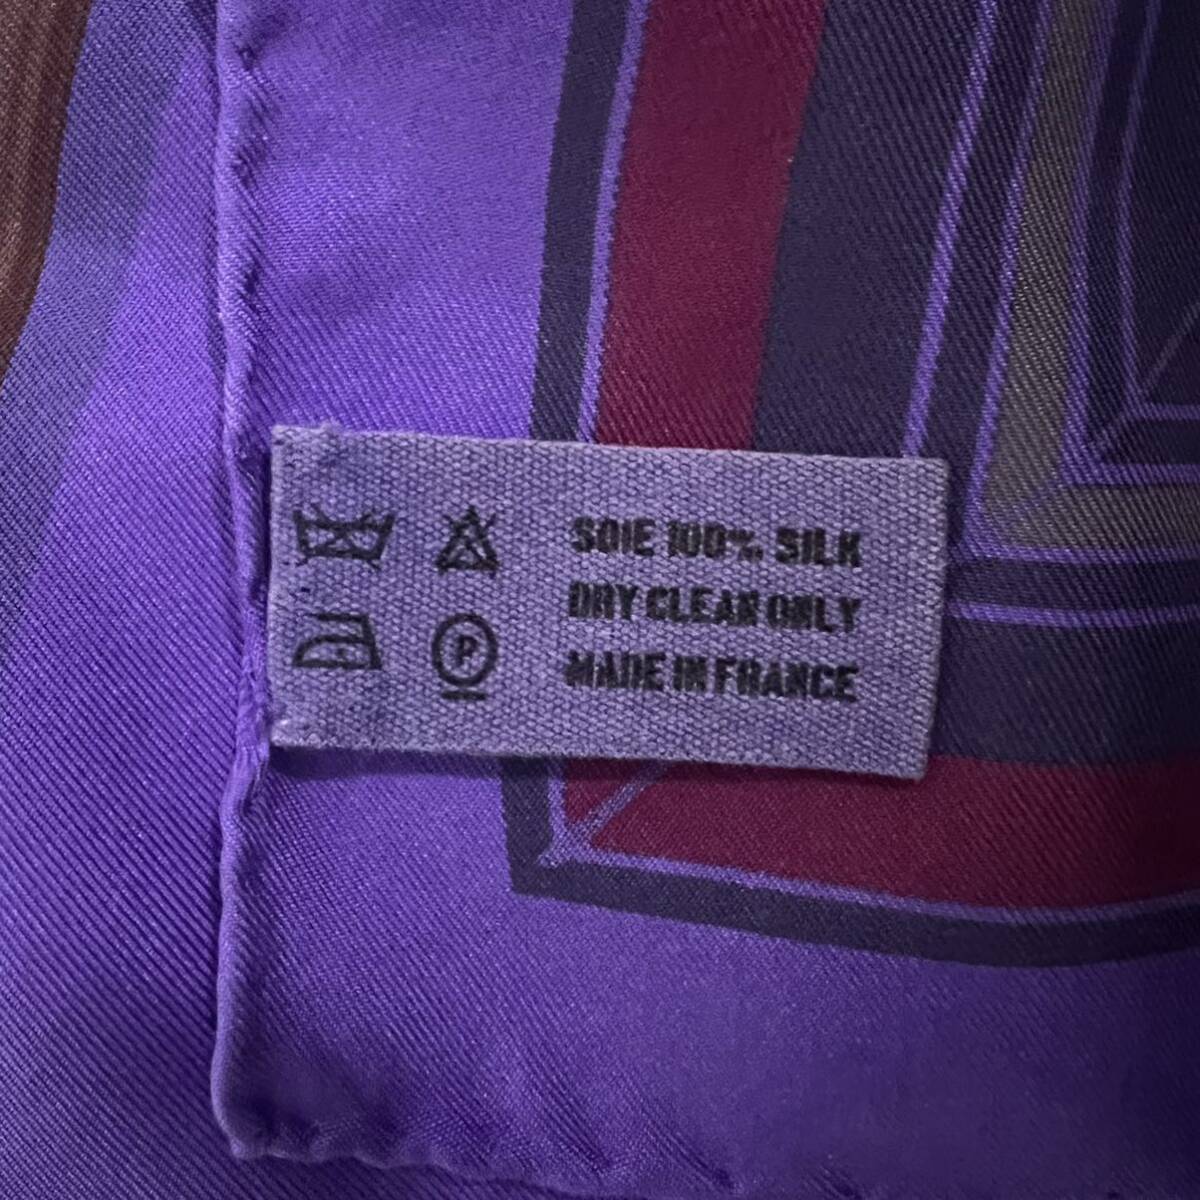 SOIE 100% SILK
DRY CLEAN ONLY
MADE IN FRANCE
P